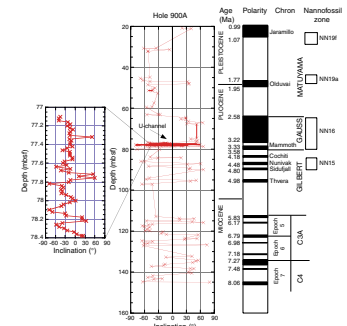 Hole 900A
Age (Ma)
Polarity
Chron
Nannofossil zone
20
40
60
80
100
120
140
160
Depth (mbsf)
-90 -60 -30 0 30 60 90
Inclination (°)
U-channel
77
77.2
77.4
77.6
77.8
78
78.2
78.4
Depth (mbsf)
-90 -60 -30 0 30 60 90
Inclination (°)
PLEISTOCENE
PLIOCENE
MIOCENE
0.99
1.07
1.77
1.95
2.58
3.22
3.33
3.58
4.18
4.48
4.80
4.98
5.83
6.17
6.79
6.98
7.18
7.27
7.48
8.06
Jaramillo
Olduvai
Mammoth
Cochiti
Nunivak
Sidufjall
Thvera
MATUYAMA
GAUSS
GILBERT
Epoch 5
Epoch 6
Epoch 7
C3A
C4
NN19f
NN19a
NN16
NN15